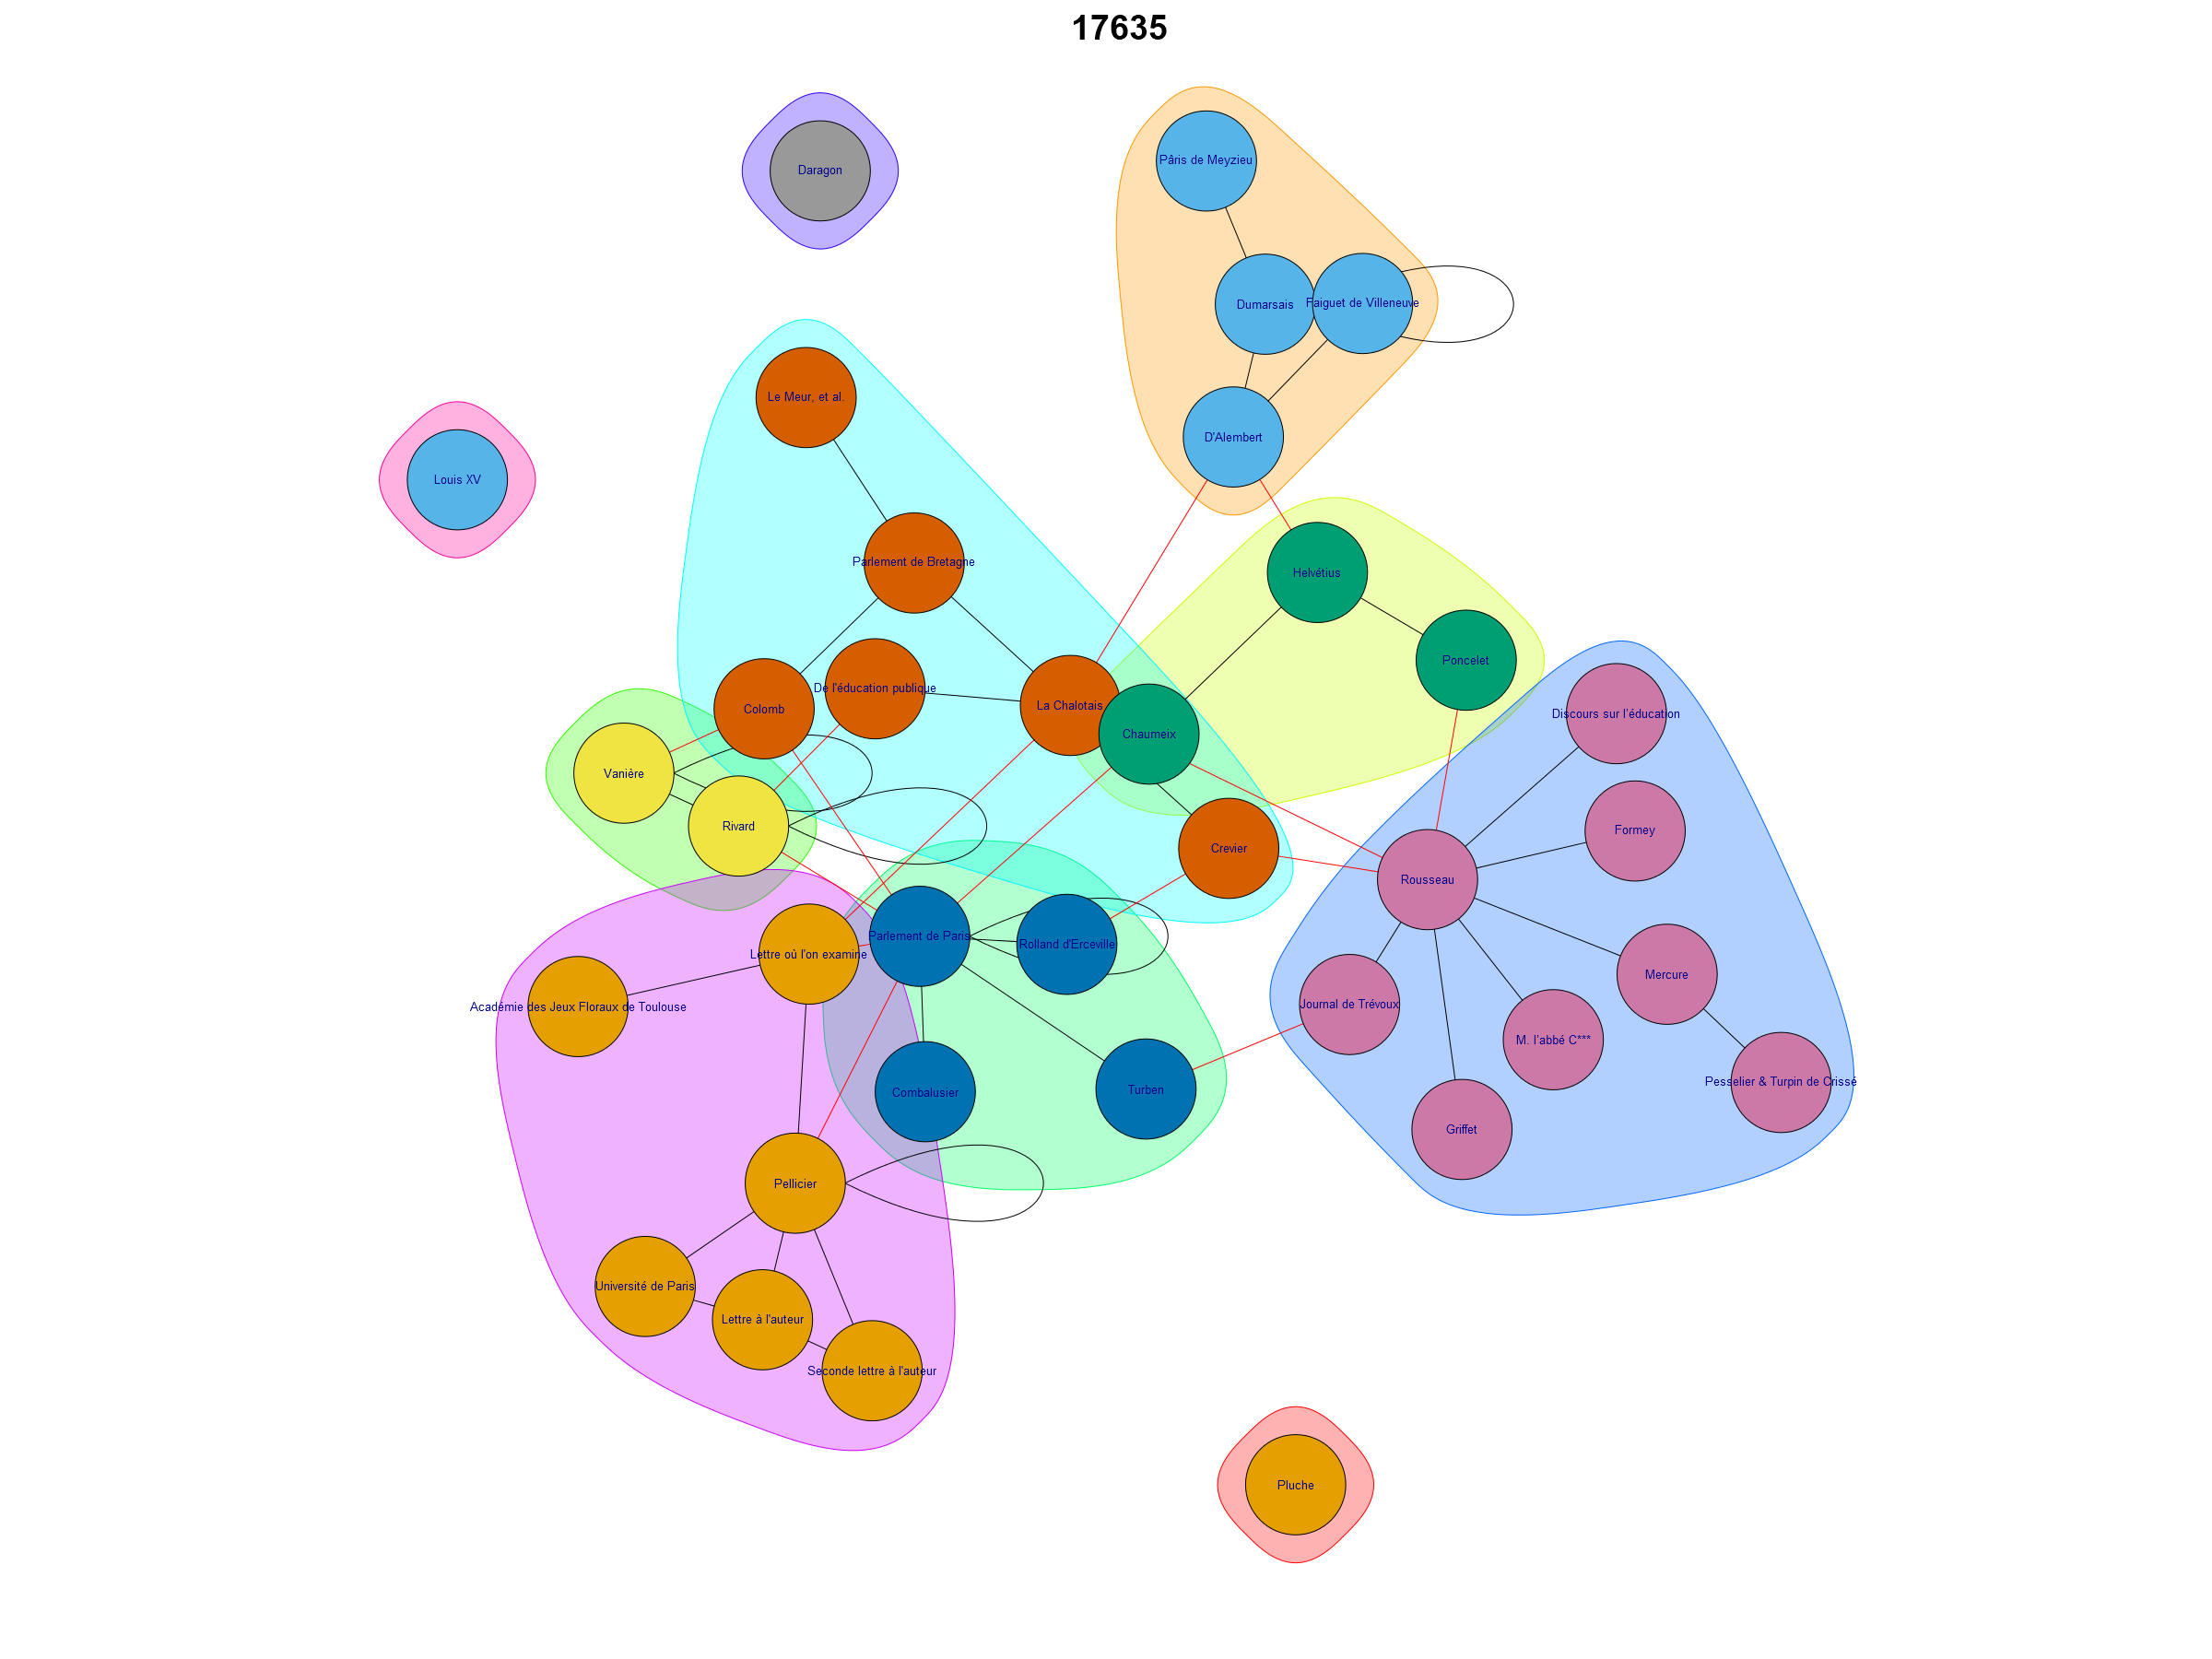 17635
Pâris de Meyzieu
Daragon
Dumarsais
Faiguet de Villeneuve
Le Meur, et al.
D'Alembert
Louis XV
Parlement de Bretagne
Helvétius
Poncelet
De l'éducation publique
Colomb
La Chalotais
Discours sur l'éducation
Chaumeix
Vanière
Rivard
Formey
Crevier
Rousseau
Parlement de Paris
Rolland d'Erceville
Lettre où l'on examine
Mercure
Académie des Jeux Floraux de Toulouse
Journal de Trévoux
M. l'abbé C***
Combalusier
Turben
Pesselier & Turpin de Crissé
Griffet
Pellicier
Université de Paris
Lettre à l'auteur
Seconde lettre à l'auteur
Pluche